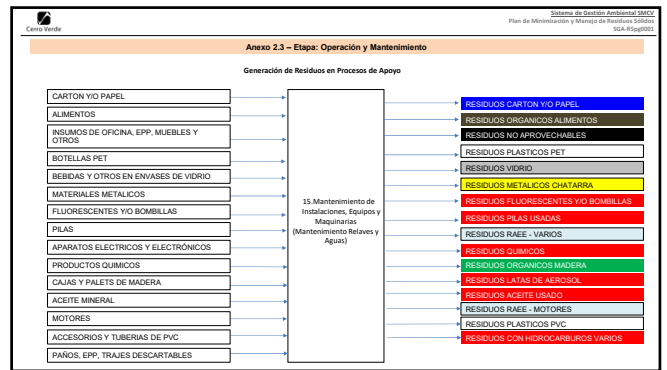 Cerro Verde
Sistema de Gestión Ambiental SMCV
Plan de Minimización y Manejo de Residuos Sólidos
SGA-RSpg0001
Anexo 2.3 – Etapa: Operación y Mantenimiento
Generación de Residuos en Procesos de Apoyo
CARTON Y/O PAPEL
ALIMENTOS
INSUMOS DE OFICINA, EPP, MUEBLES Y
OTROS
BOTELLAS PET
BEBIDAS Y OTROS EN ENVASES DE VIDRIO
MATERIALES METALICOS
FLUORESCENTES Y/O BOMBILLAS
PILAS
APARATOS ELECTRICOS Y ELECTRÓNICOS
PRODUCTOS QUIMICOS
CAJAS Y PALETS DE MADERA
ACEITE MINERAL
MOTORES
ACCESORIOS Y TUBERIAS DE PVC
PAÑOS, EPP, TRAJES DESCARTABLES
15.Mantenimiento de
Instalaciones, Equipos y
Maquinarias
(Mantenimiento Relaves y
Aguas)
RESIDUOS CARTON Y/O PAPEL
RESIDUOS ORGANICOS ALIMENTOS
RESIDUOS NO APROVECHABLES
RESIDUOS PLASTICOS PET
RESIDUOS VIDRIO
RESIDUOS METALICOS CHATARRA
RESIDUOS FLUORESCENTES Y/O BOMBILLAS
RESIDUOS PILAS USADAS
RESIDUOS RAEE - VARIOS
RESIDUOS QUIMICOS
RESIDUOS ORGANICOS MADERA
RESIDUOS LATAS DE AEROSOL
RESIDUOS ACEITE USADO
RESIDUOS RAEE - MOTORES
RESIDUOS PLASTICOS PVC
RESIDUOS CON HIDROCARBUROS VARIOS